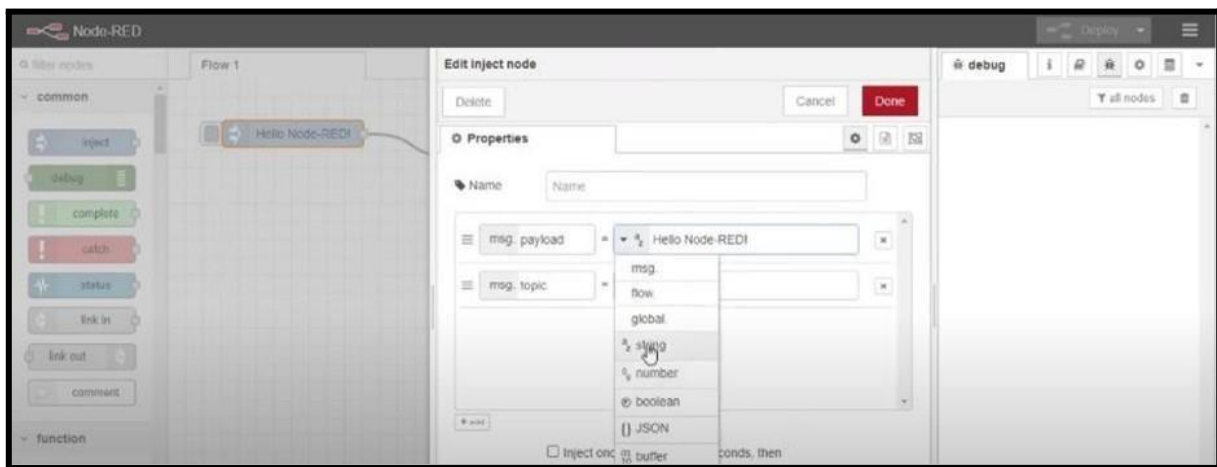 Node-RED
Deploy
filter nodes
Flow 1
Edit inject node
debug
i
common
Delete
Cancel
Done
all nodes
inject
Hello Node-RED!
Properties
debug
Name
Name
complete
msg. payload
=
Hello Node-RED!
catch
msg.
status
msg. topic
=
flow.
link in
global.
string
link out
number
comment
boolean
add
{} JSON
function
Inject onc
buffer
conds, then